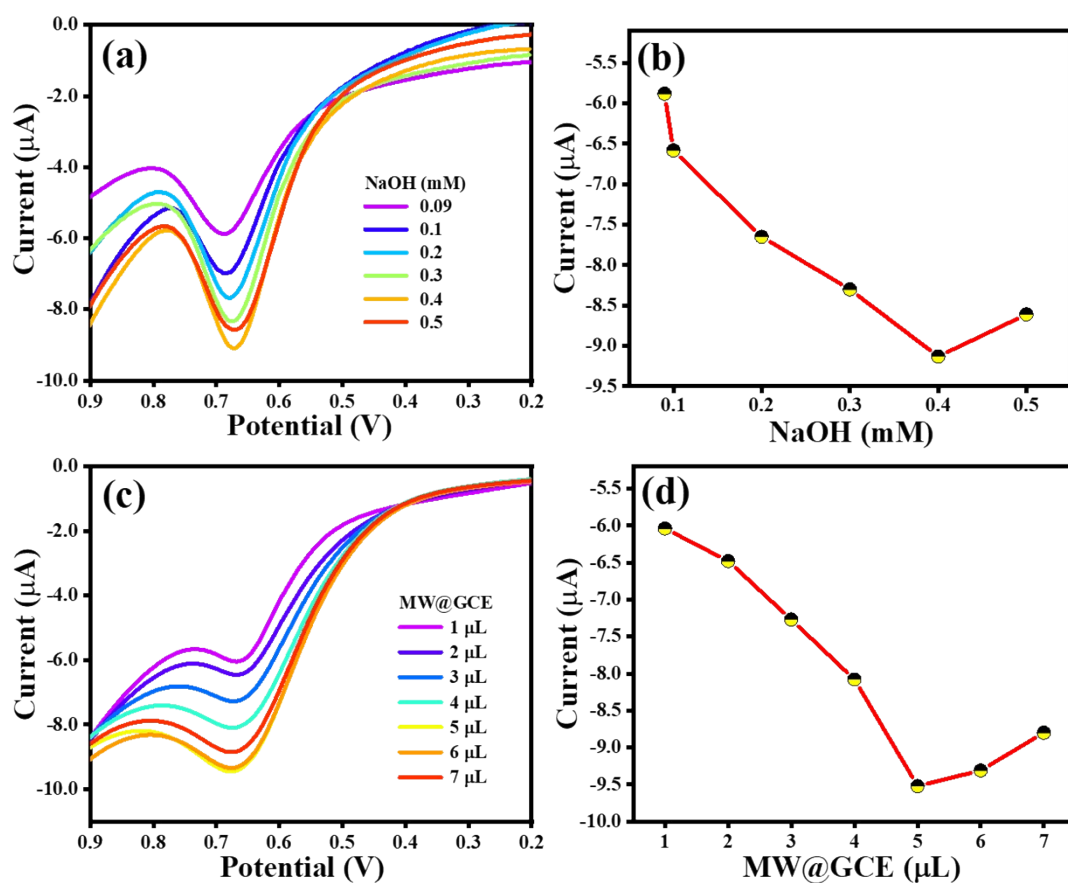 (a)
Current (μA)
0.0
-2.0
-4.0
-6.0
-8.0
-10.0
NaOH (mM)
0.09
0.1
0.2
0.3
0.4
0.5
0.9 0.8 0.7 0.6 0.5 0.4 0.3 0.2
Potential (V)
(b)
Current (μA)
-5.5
-6.0
-6.5
-7.0
-7.5
-8.0
-8.5
-9.0
-9.5
0.1 0.2 0.3 0.4 0.5
NaOH (mM)
(c)
Current (μA)
0.0
-2.0
-4.0
-6.0
-8.0
-10.0
MW@GCE
1 μL
2 μL
3 μL
4 μL
5 μL
6 μL
7 μL
0.9 0.8 0.7 0.6 0.5 0.4 0.3 0.2
Potential (V)
(d)
Current (μA)
-5.5
-6.0
-6.5
-7.0
-7.5
-8.0
-8.5
-9.0
-9.5
-10.0
1 2 3 4 5 6 7
MW@GCE (μL)